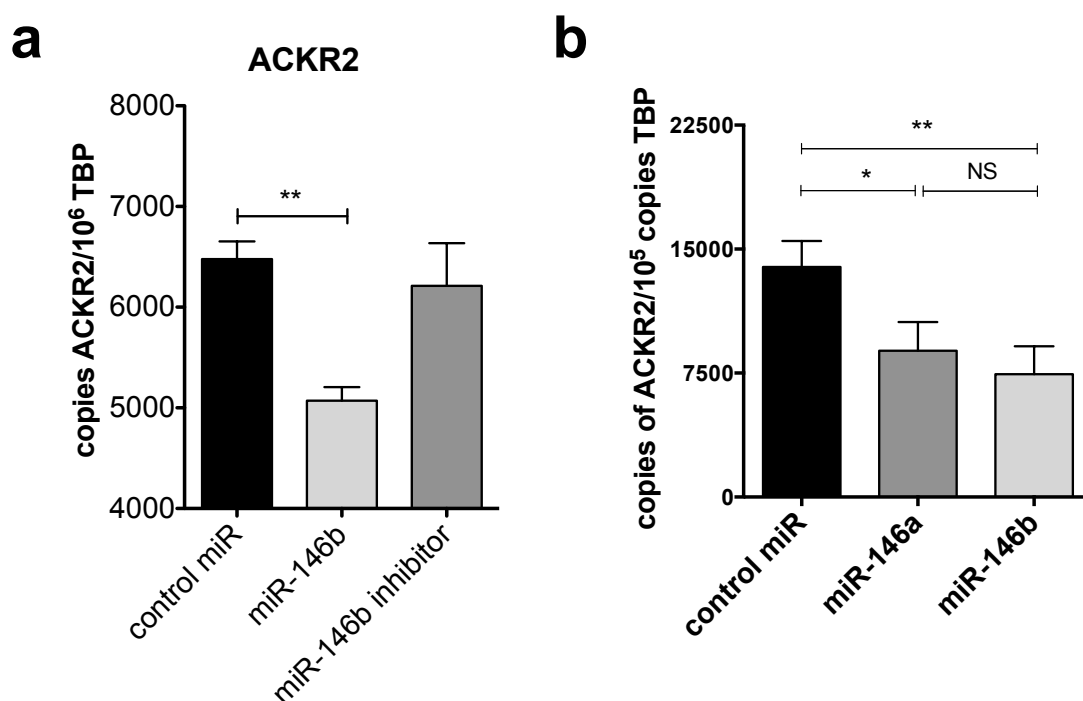 a
ACKR2
copies ACKR2/10⁶ TBP
8000
7000
6000
5000
4000
**
control miR
miR-146b
miR-146b inhibitor
b
copies of ACKR2/10⁵ copies TBP
22500
15000
7500
0
**
*
NS
control miR
miR-146a
miR-146b